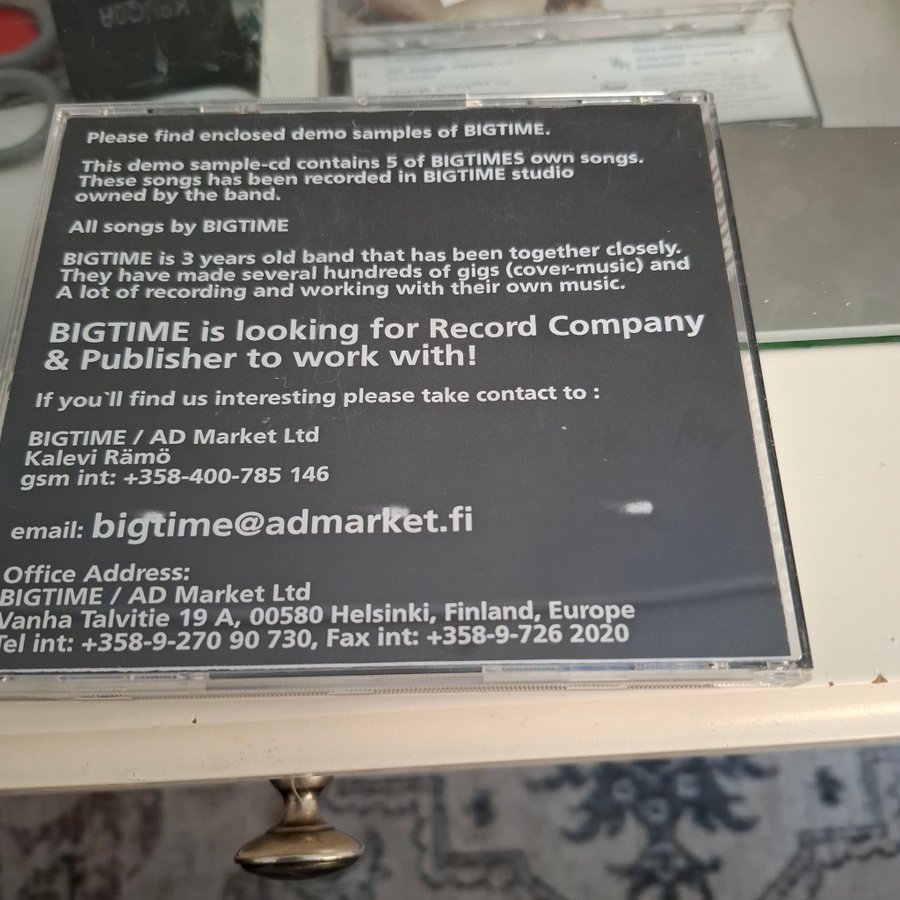 Please find enclosed demo samples of BIGTIME.
This demo sample-cd contains 5 of BIGTIMES own songs.
These songs has been recorded in BIGTIME studio
owned by the band.
All songs by BIGTIME
BIGTIME is 3 years old band that has been together closely.
They have made several hundreds of gigs (cover-music) and
A lot of recording and working with their own music.
BIGTIME is looking for Record Company
& Publisher to work with!
If you`ll find us interesting please take contact to :
BIGTIME / AD Market Ltd
Kalevi Rämö
gsm int: +358-400-785 146
email: bigtime@admarket.fi
Office Address:
BIGTIME / AD Market Ltd
Vanha Talvitie 19 A, 00580 Helsinki, Finland, Europe
Tel int: +358-9-270 90 730, Fax int: +358-9-726 2020